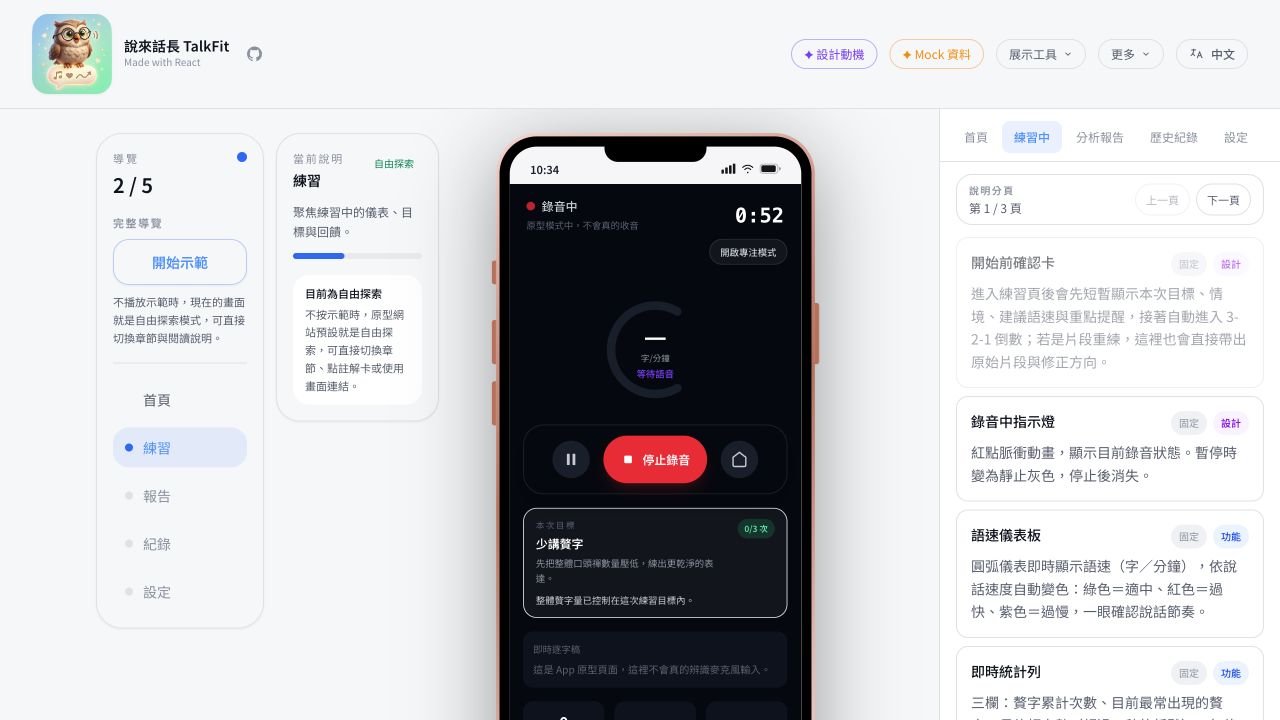 說來話長 TalkFit
Made with React
設計動機
Mock 資料
展示工具
更多
中文
導覽
2 / 5
完整導覽
開始示範
不播放示範時，現在的畫面
就是自由探索模式，可直接
切換章節與閱讀說明。
首頁
練習
報告
紀錄
設定
當前說明
自由探索
練習
聚焦練習中的儀表、目
標與回饋。
目前為自由探索
不按示範時，原型網
站預設就是自由探
索，可直接切換章
節、點註解卡或使用
畫面連結。
10:34
錄音中
原型模式中，不會真的收音
0:52
開啟專注模式
—
字/分鐘
等待語音
停止錄音
本次目標
0/3 次
少講贅字
先把整體口頭禪數量壓低，練出更乾淨的表
達。
整體贅字量已控制在這次練習目標內。
即時逐字稿
這是 App 原型頁面，這裡不會真的辨識麥克風輸入。
首頁
練習中
分析報告
歷史紀錄
設定
說明分頁
第 1 / 3 頁
上一頁
下一頁
開始前確認卡
固定
設計
進入練習頁後會先短暫顯示本次目標、情
境、建議語速與重點提醒，接著自動進入 3-
2-1 倒數；若是片段重練，這裡也會直接帶出
原始片段與修正方向。
錄音中指示燈
固定
設計
紅點脈衝動畫，顯示目前錄音狀態。暫停時
變為靜止灰色，停止後消失。
語速儀表板
固定
功能
圓弧儀表即時顯示語速（字／分鐘），依說
話速度自動變色：綠色＝適中、紅色＝過
快、紫色＝過慢，一眼確認說話節奏。
即時統計列
固定
功能
三欄：贅字累計次數、目前最常出現的贅